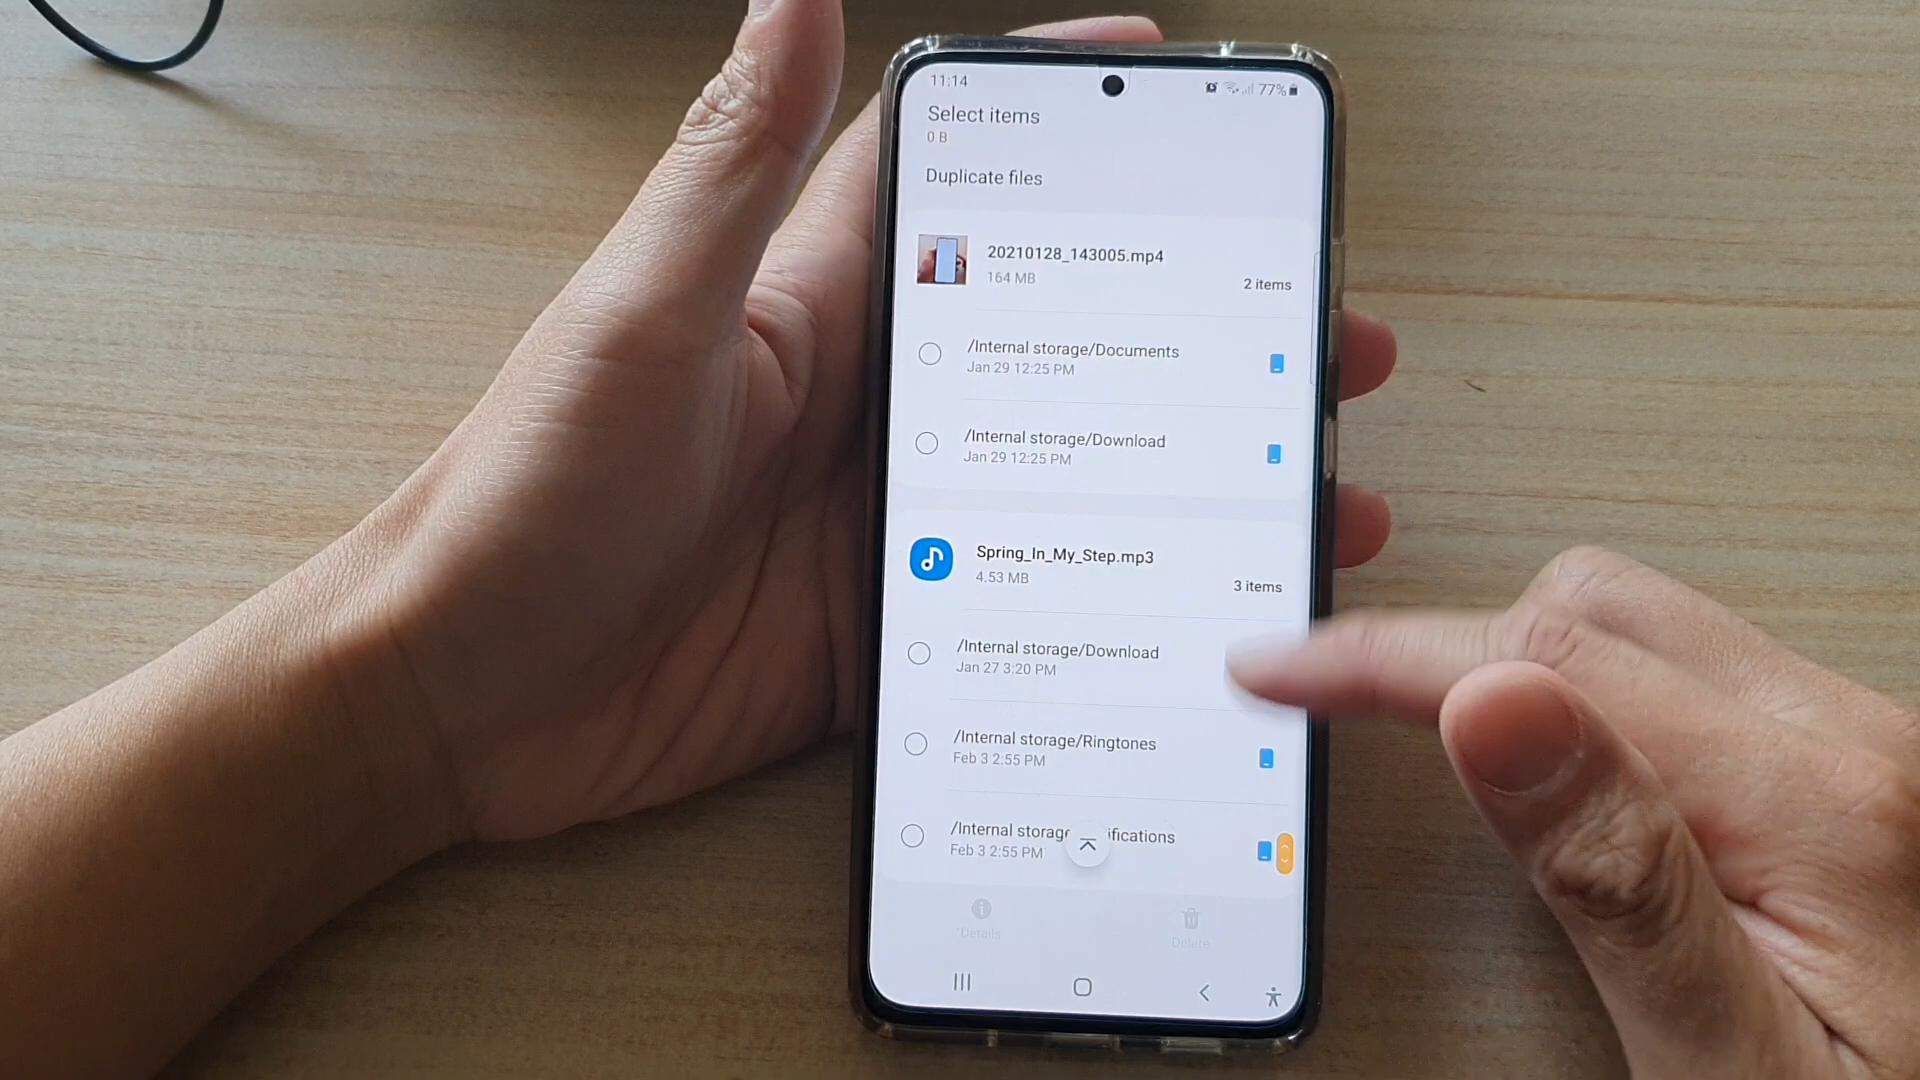 11:14
77%
Select items
0 B
Duplicate files
20210128_143005.mp4
164 MB
2 items
/Internal storage/Documents
Jan 29 12:25 PM
/Internal storage/Download
Jan 29 12:25 PM
Spring_In_My_Step.mp3
4.53 MB
3 items
/Internal storage/Download
Jan 27 3:20 PM
/Internal storage/Ringtones
Feb 3 2:55 PM
/Internal storage ifications
Feb 3 2:55 PM
Details
Delete